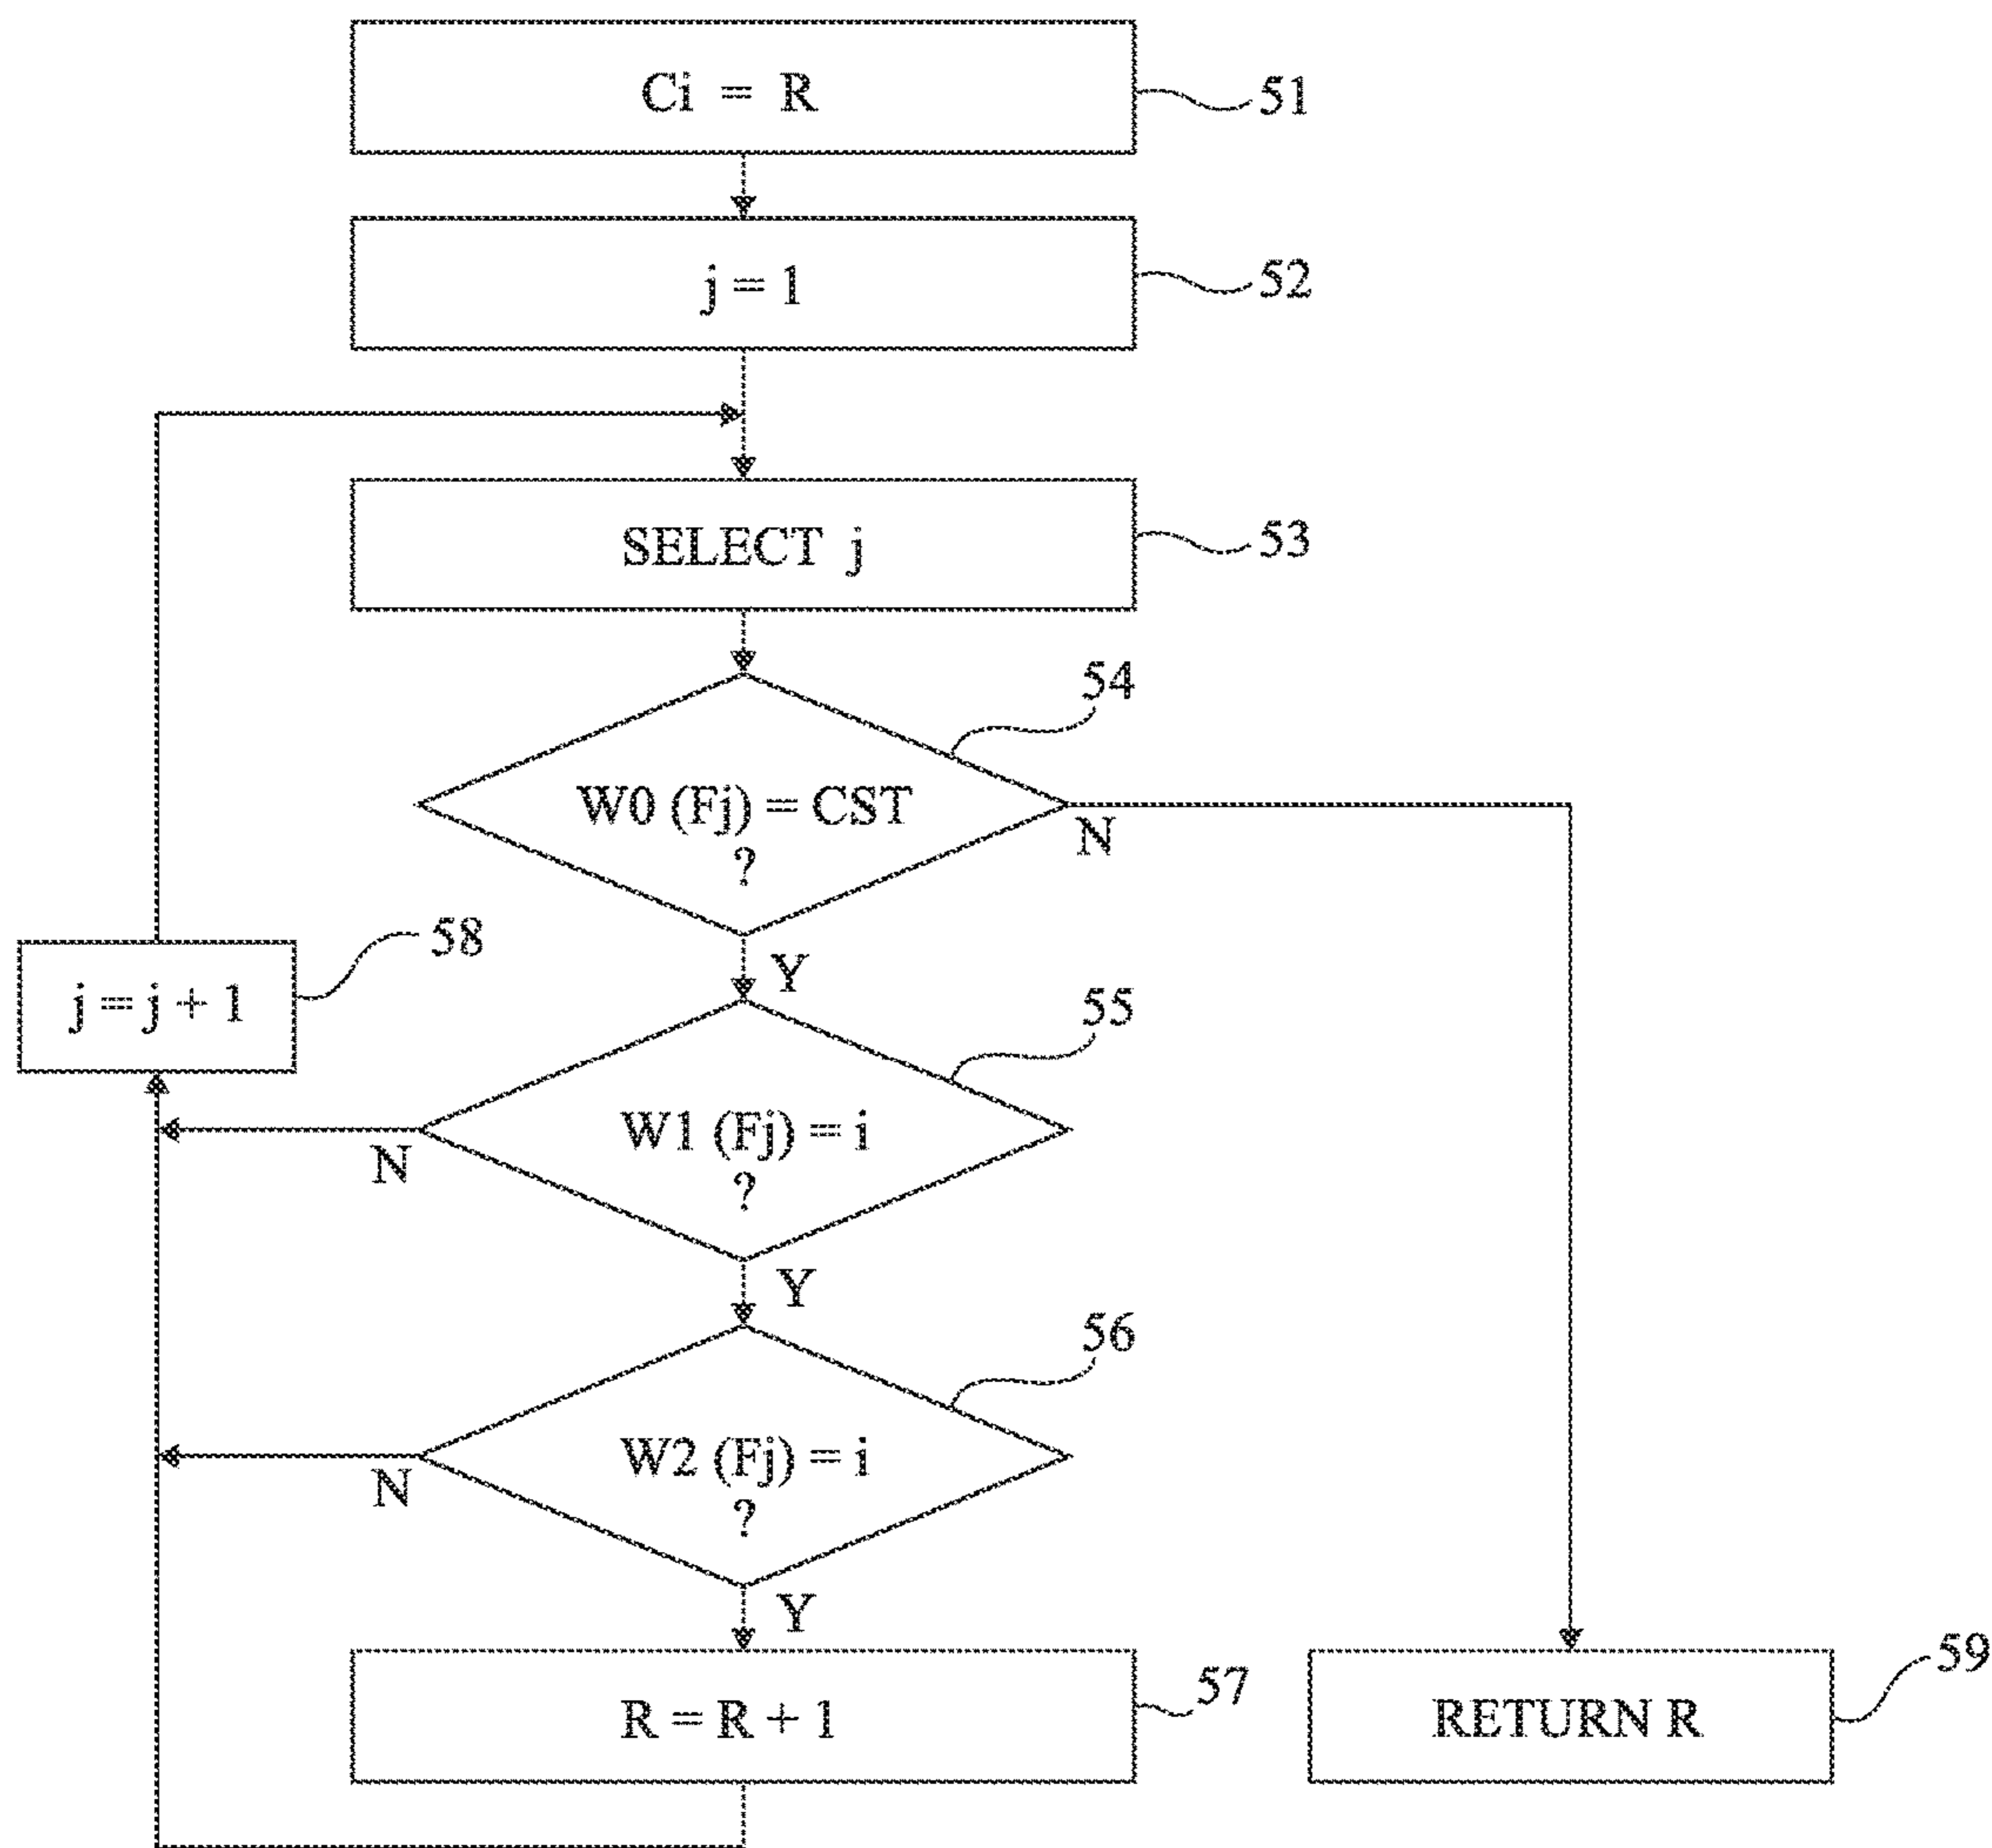 Ci = R
51
j = 1
52
SELECT j
53
54
W0 (Fj) = CST
?
N
Y
58
j = j + 1
55
W1 (Fj) = i
?
N
Y
56
W2 (Fj) = i
?
N
Y
57
R = R + 1
59
RETURN R